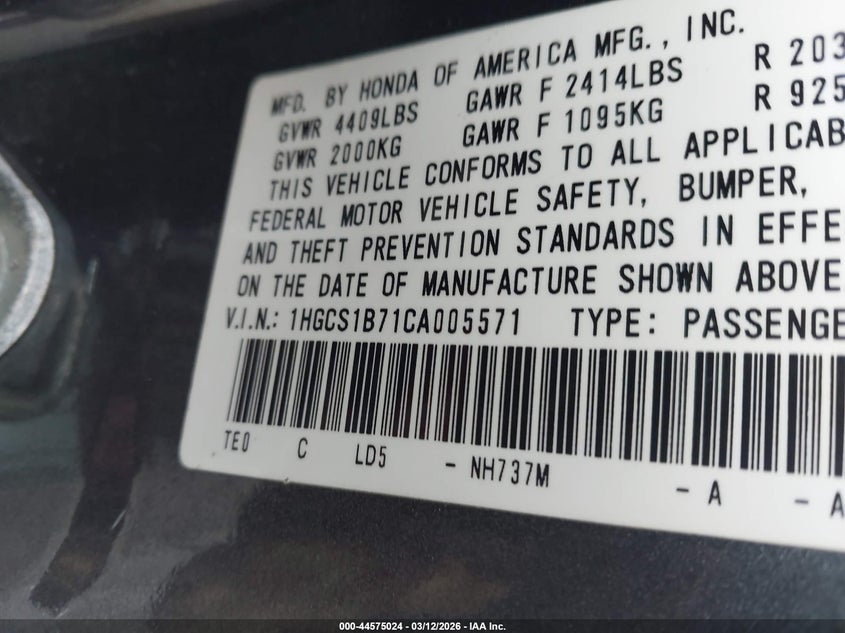 MFD. BY HONDA OF AMERICA MFG., INC.
GVWR 4409LBS GAWR F 2414LBS R 203
GVWR 2000KG GAWR F 1095KG R 925
THIS VEHICLE CONFORMS TO ALL APPLICAB
FEDERAL MOTOR VEHICLE SAFETY, BUMPER,
AND THEFT PREVENTION STANDARDS IN EFFE
ON THE DATE OF MANUFACTURE SHOWN ABOVE
V.I.N.: 1HGCS1B71CA005571 TYPE: PASSENGE
TE0 C LD5 - NH737M - A - A
000-44575024 - 03/12/2026 - IAA Inc.